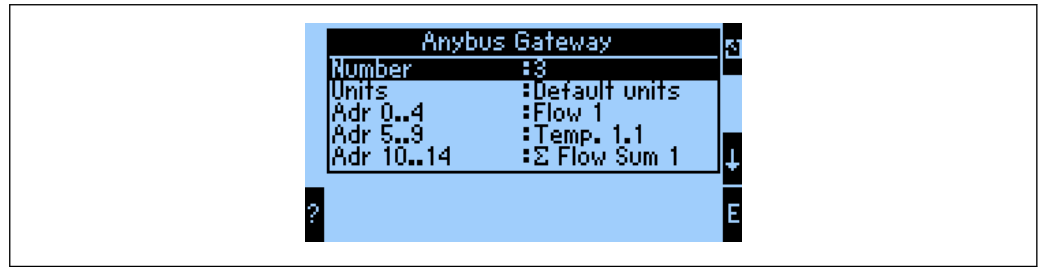 Anybus Gateway
Number :3
Units :Default units
Adr 0..4 :Flow 1
Adr 5..9 :Temp. 1.1
Adr 10..14 :Σ Flow Sum 1
↓
? E